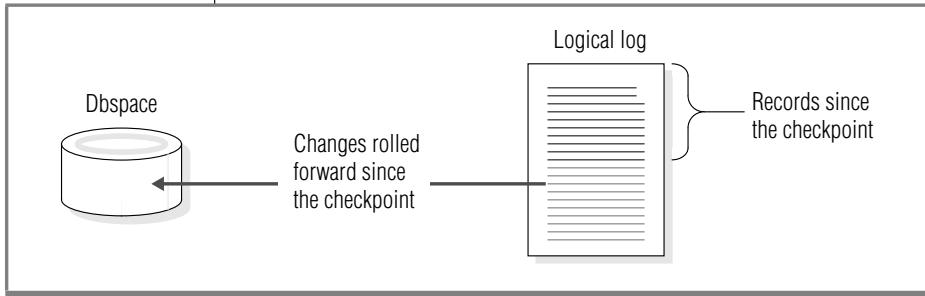 Logical log
Dbspace
Records since
the checkpoint
Changes rolled
forward since
the checkpoint